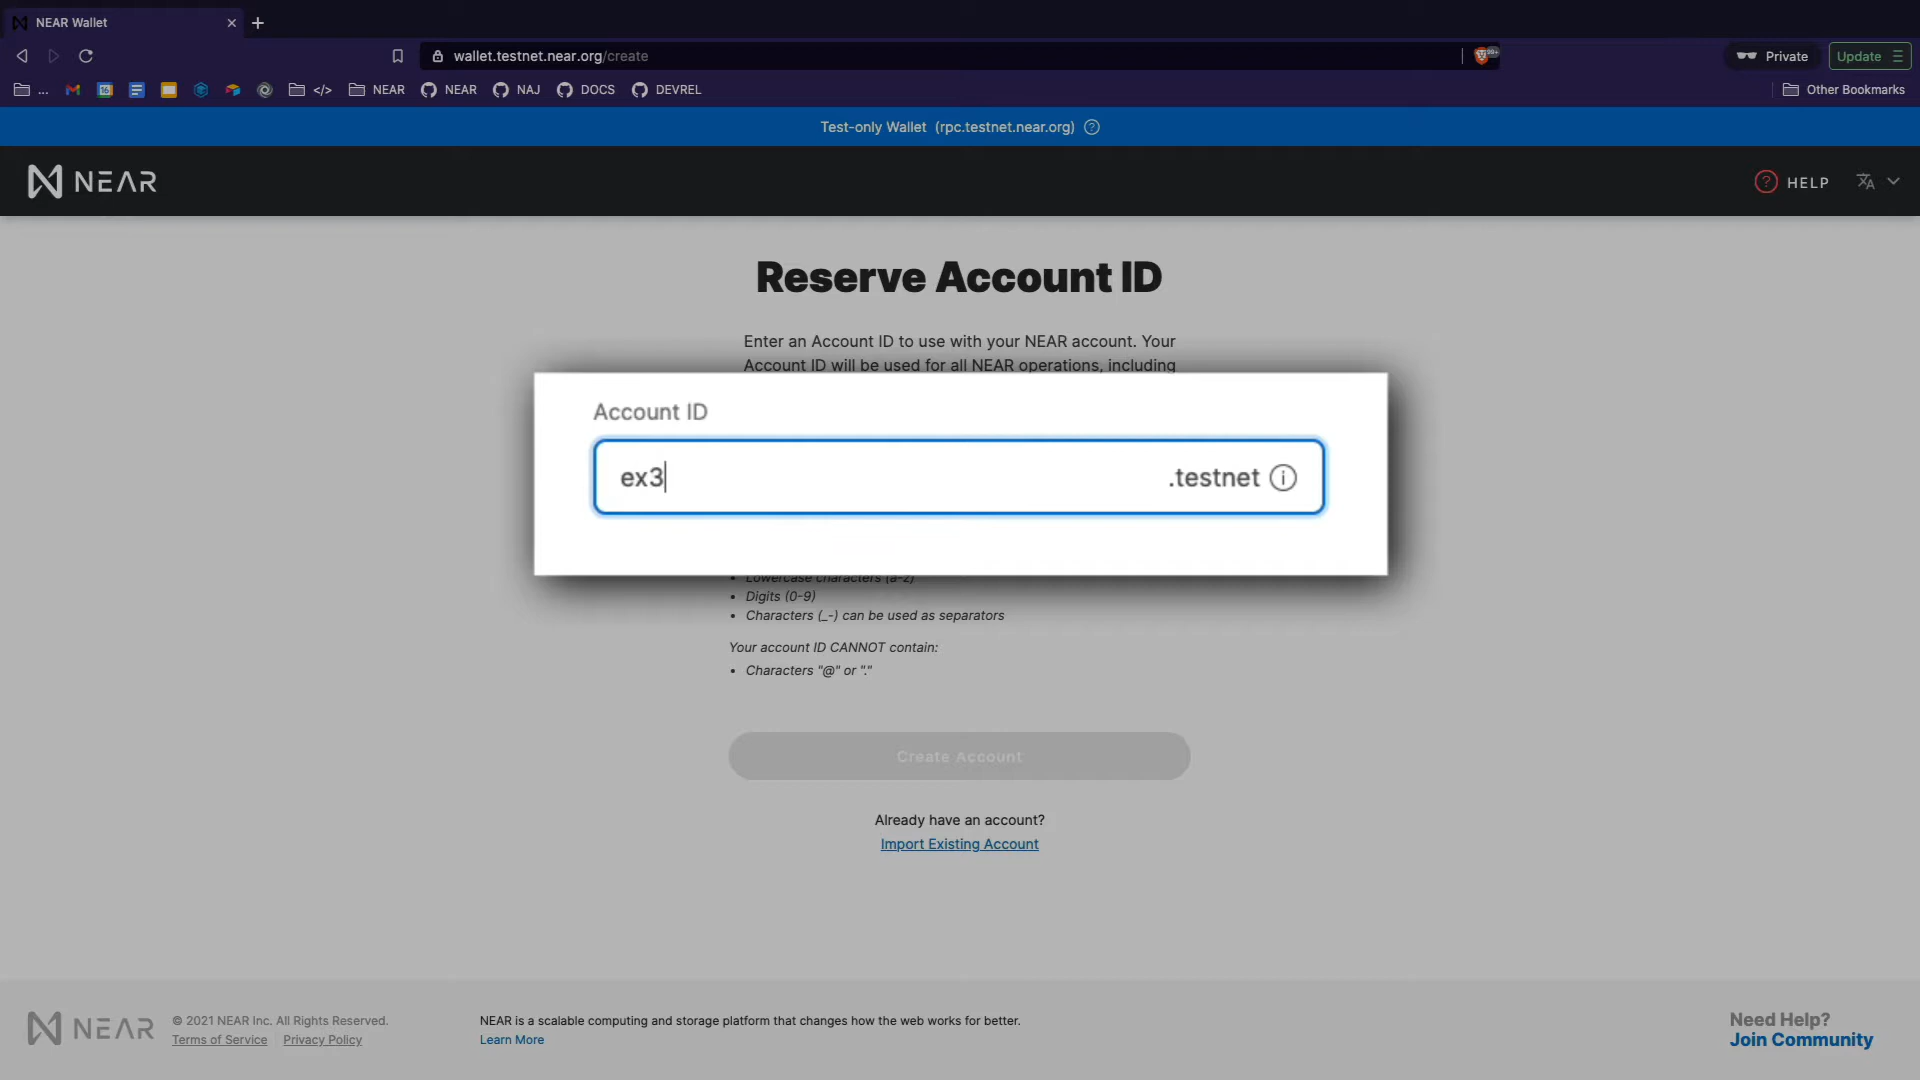 NEAR Wallet
wallet.testnet.near.org/create
Private
Update
...
</>
NEAR
NEAR
NAJ
DOCS
DEVREL
Other Bookmarks
Test-only Wallet (rpc.testnet.near.org)
NEAR
HELP
Reserve Account ID
Enter an Account ID to use with your NEAR account. Your
Account ID will be used for all NEAR operations, including
Account ID
ex3
.testnet
• Lowercase characters (a-z)
• Digits (0-9)
• Characters (_-) can be used as separators
Your account ID CANNOT contain:
• Characters "@" or "."
Create Account
Already have an account?
Import Existing Account
NEAR
© 2021 NEAR Inc. All Rights Reserved.
Terms of Service
Privacy Policy
NEAR is a scalable computing and storage platform that changes how the web works for better.
Learn More
Need Help?
Join Community